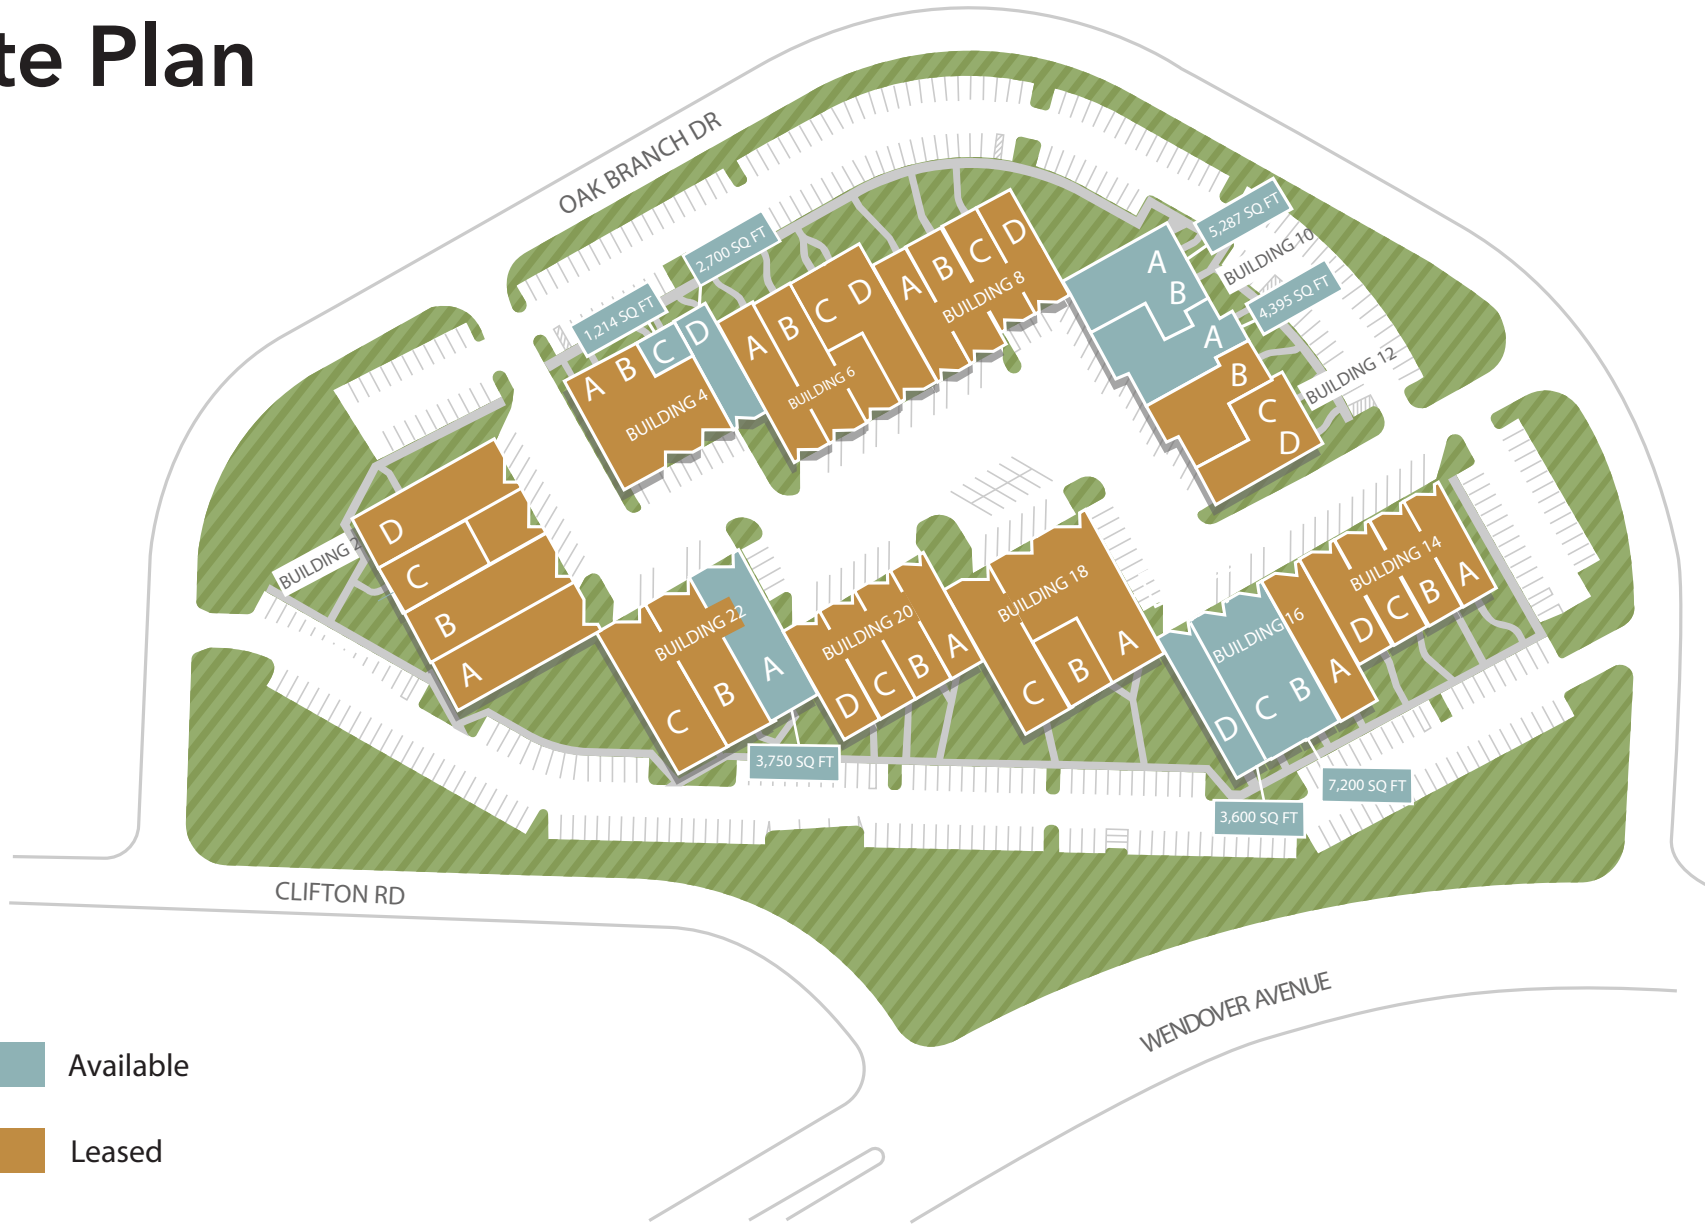 te Plan
OAK BRANCH DR
5,287 SQ FT
BUILDING 10
4,395 SQ FT
BUILDING 12
2,700 SQ FT
1,214 SQ FT
A B C D
BUILDING 4
A B C D
BUILDING 6
A B C D
BUILDING 8
A
B
A
B
C
D
BUILDING 2
D
C
B
A
BUILDING 22
C B A
3,750 SQ FT
BUILDING 20
D C B A
BUILDING 18
C B A
BUILDING 16
D C B A
BUILDING 14
D C B A
7,200 SQ FT
3,600 SQ FT
CLIFTON RD
WENDOVER AVENUE
Available
Leased